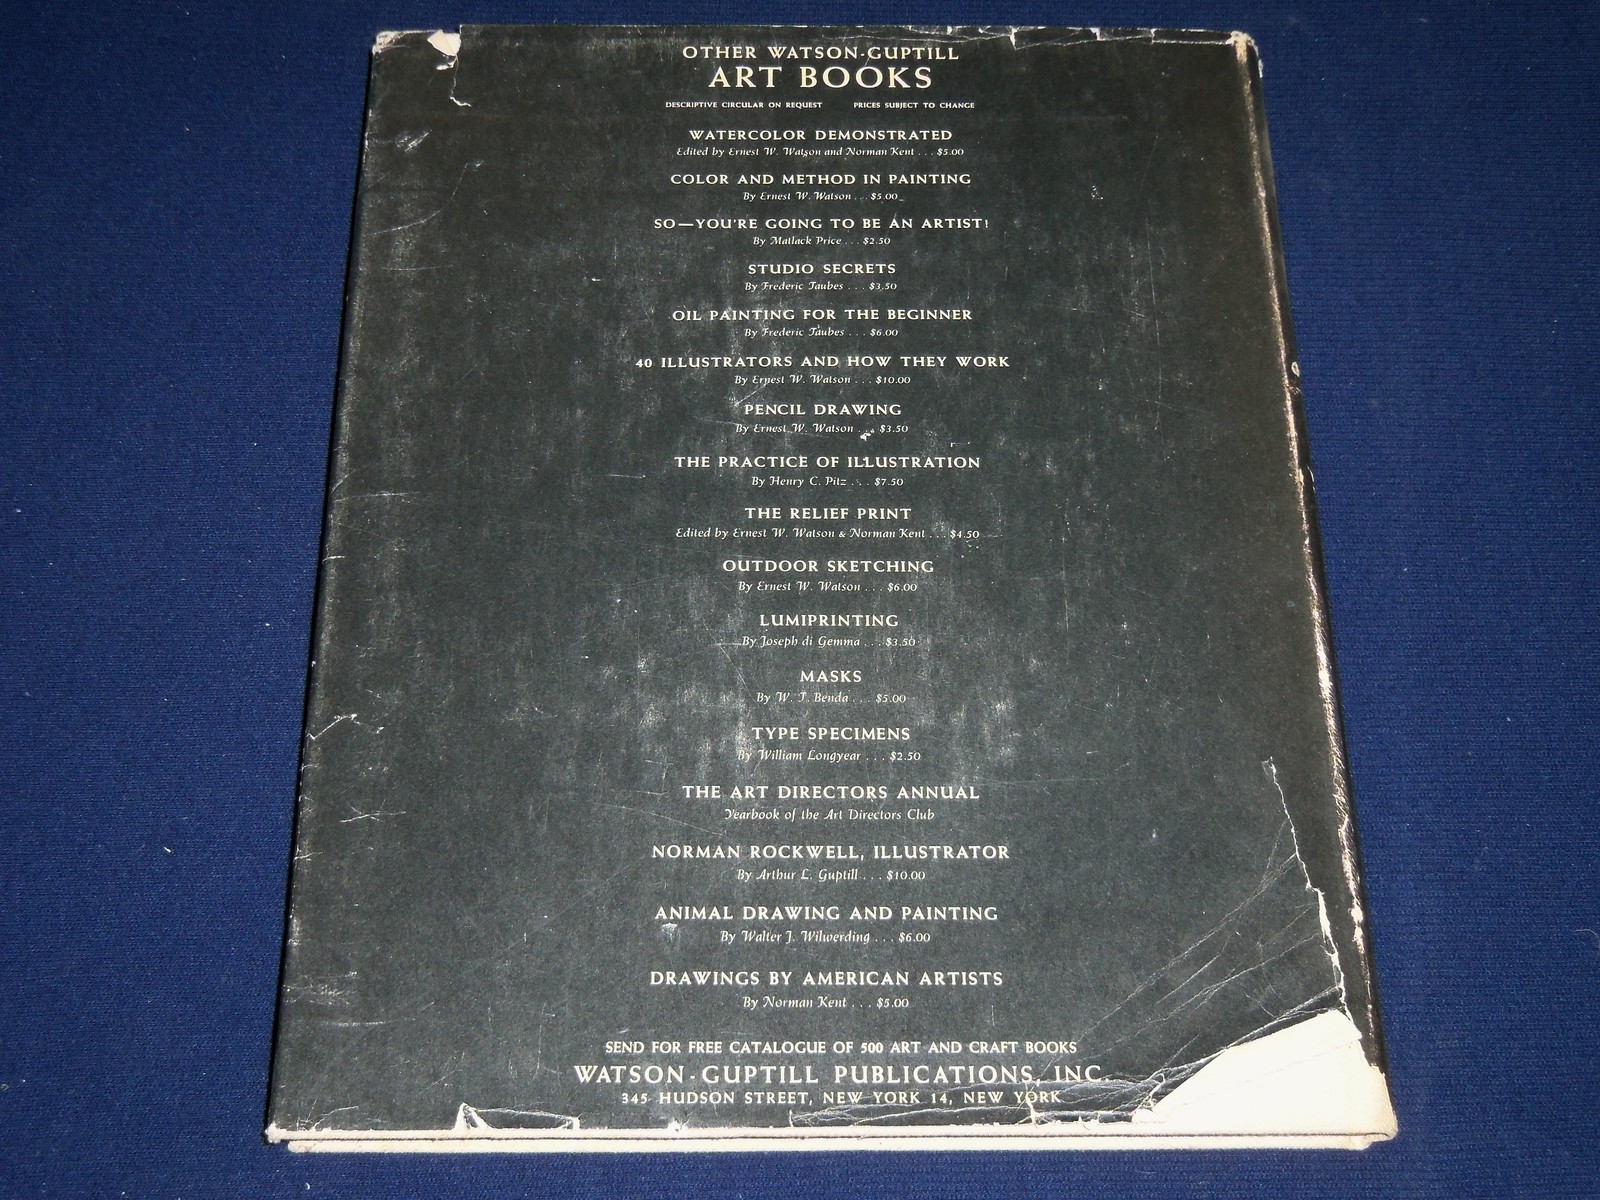 OTHER WATSON-GUPTILL
ART BOOKS
DESCRIPTIVE CIRCULAR ON REQUEST PRICES SUBJECT TO CHANGE
WATERCOLOR DEMONSTRATED
Edited by Ernest W. Watson and Norman Kent . . . $5.00
COLOR AND METHOD IN PAINTING
By Ernest W. Watson . . . $5.00
SO—YOU'RE GOING TO BE AN ARTIST!
By Matlack Price . . . $2.50
STUDIO SECRETS
By Frederic Taubes . . . $3.50
OIL PAINTING FOR THE BEGINNER
By Frederic Taubes . . . $6.00
40 ILLUSTRATORS AND HOW THEY WORK
By Ernest W. Watson . . . $10.00
PENCIL DRAWING
By Ernest W. Watson . . . $3.50
THE PRACTICE OF ILLUSTRATION
By Henry C. Pitz . . . $7.50
THE RELIEF PRINT
Edited by Ernest W. Watson & Norman Kent . . . $4.50
OUTDOOR SKETCHING
By Ernest W. Watson . . . $6.00
LUMIPRINTING
By Joseph di Gemma . . . $3.50
MASKS
By W. T. Benda . . . $5.00
TYPE SPECIMENS
By William Longyear . . . $2.50
THE ART DIRECTORS ANNUAL
Yearbook of the Art Directors Club
NORMAN ROCKWELL, ILLUSTRATOR
By Arthur L. Guptill . . . $10.00
ANIMAL DRAWING AND PAINTING
By Walter J. Wilwerding . . . $6.00
DRAWINGS BY AMERICAN ARTISTS
By Norman Kent . . . $5.00
SEND FOR FREE CATALOGUE OF 500 ART AND CRAFT BOOKS
WATSON-GUPTILL PUBLICATIONS, INC.
345 HUDSON STREET, NEW YORK 14, NEW YORK